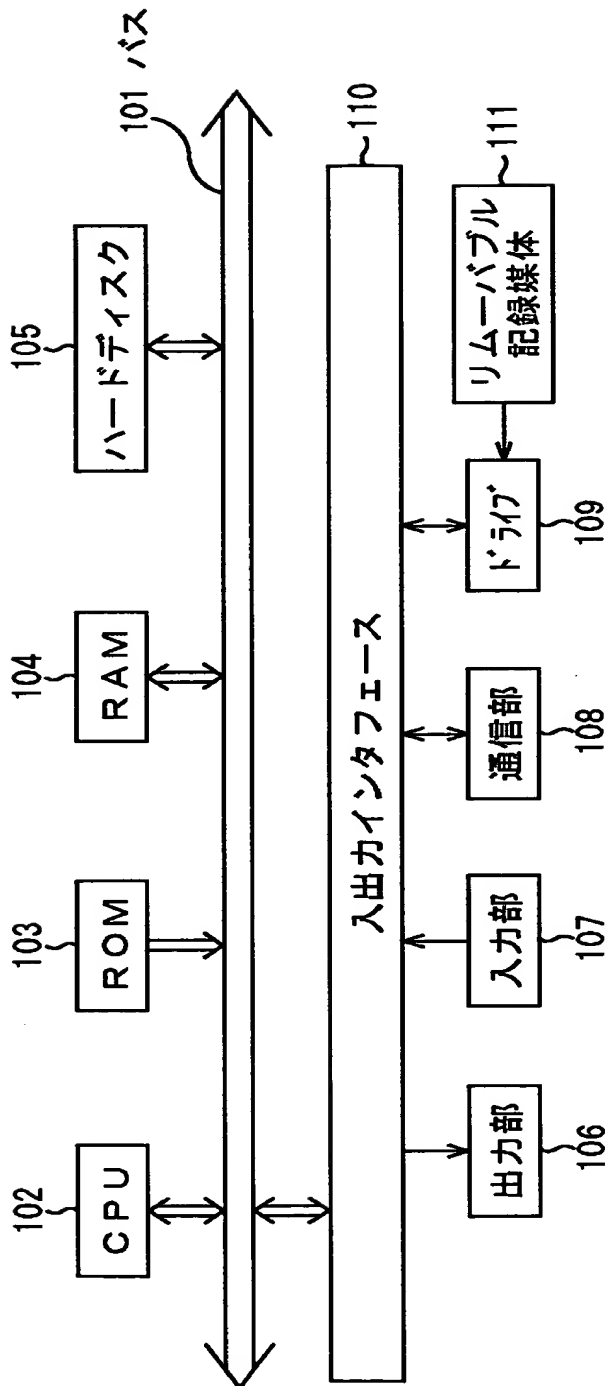 102
CPU
103
ROM
104
RAM
105
ハードディスク
101 バス
入出力インタフェース
110
出力部
106
入力部
107
通信部
108
ドライブ
109
リムーバブル
記録媒体
111